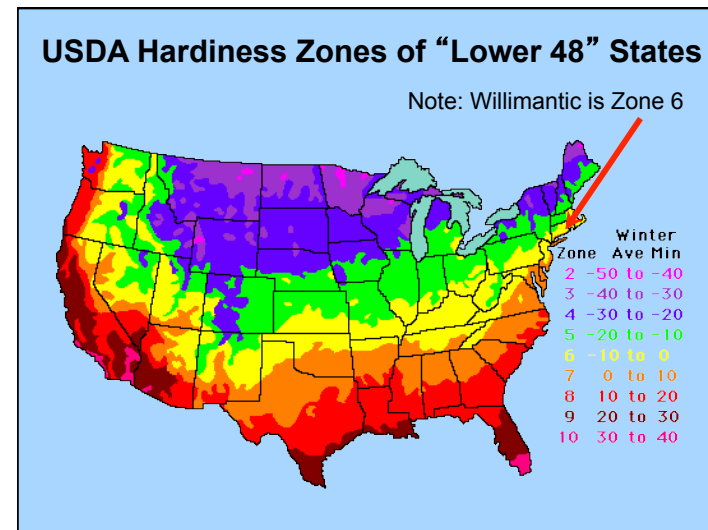 USDA Hardiness Zones of “Lower 48” States
Note: Willimantic is Zone 6
Winter
Zone Ave Min
2 -50 to -40
3 -40 to -30
4 -30 to -20
5 -20 to -10
6 -10 to 0
7 0 to 10
8 10 to 20
9 20 to 30
10 30 to 40